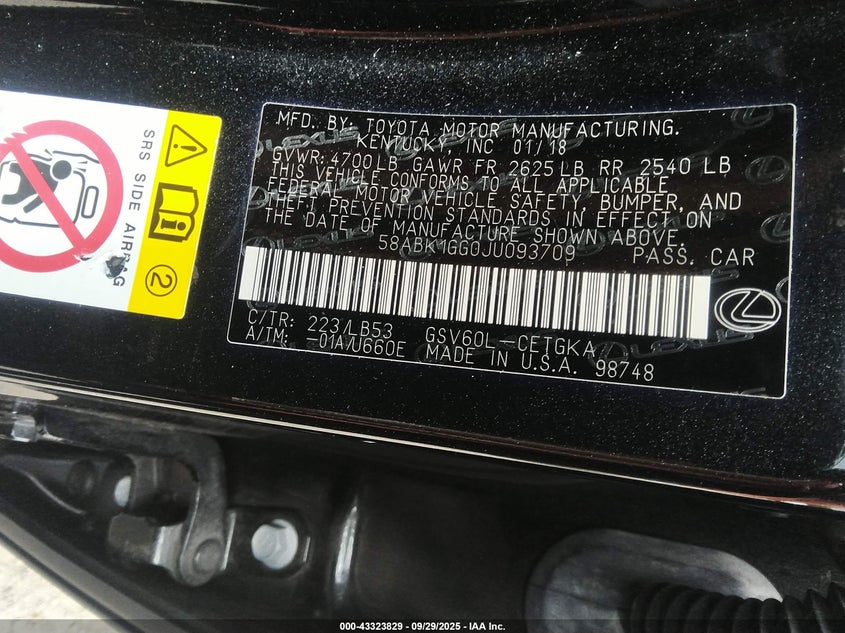 SRS SIDE AIRBAG
2
MFD. BY: TOYOTA MOTOR MANUFACTURING.
KENTUCKY, INC 01/18
GVWR: 4700LB GAWR FR 2625LB RR 2540 LB
THIS VEHICLE CONFORMS TO ALL APPLICABLE
FEDERAL MOTOR VEHICLE SAFETY, BUMPER, AND
THEFT PREVENTION STANDARDS IN EFFECT ON
THE DATE OF MANUFACTURE SHOWN ABOVE.
58ABK1GG0JU093709 PASS. CAR
C/TR: 223/LB53 GSV60L-CETGKA
A/TM: -01A/U660E MADE IN U.S.A. 98748
LEXUS
000-43323829 - 09/29/2025 - IAA Inc.